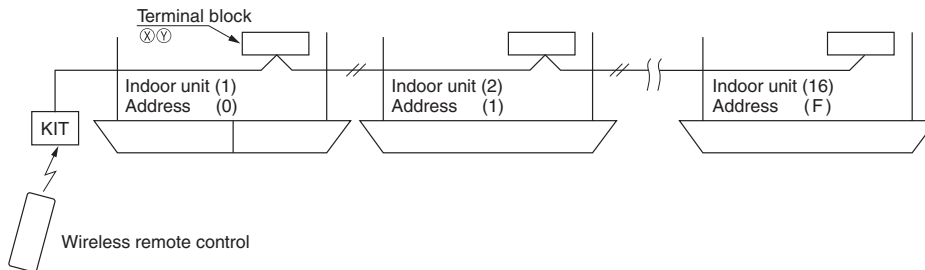 Terminal block
ⓍⓎ
Indoor unit (1)
Address (0)
Indoor unit (2)
Address (1)
Indoor unit (16)
Address (F)
KIT
Wireless remote control